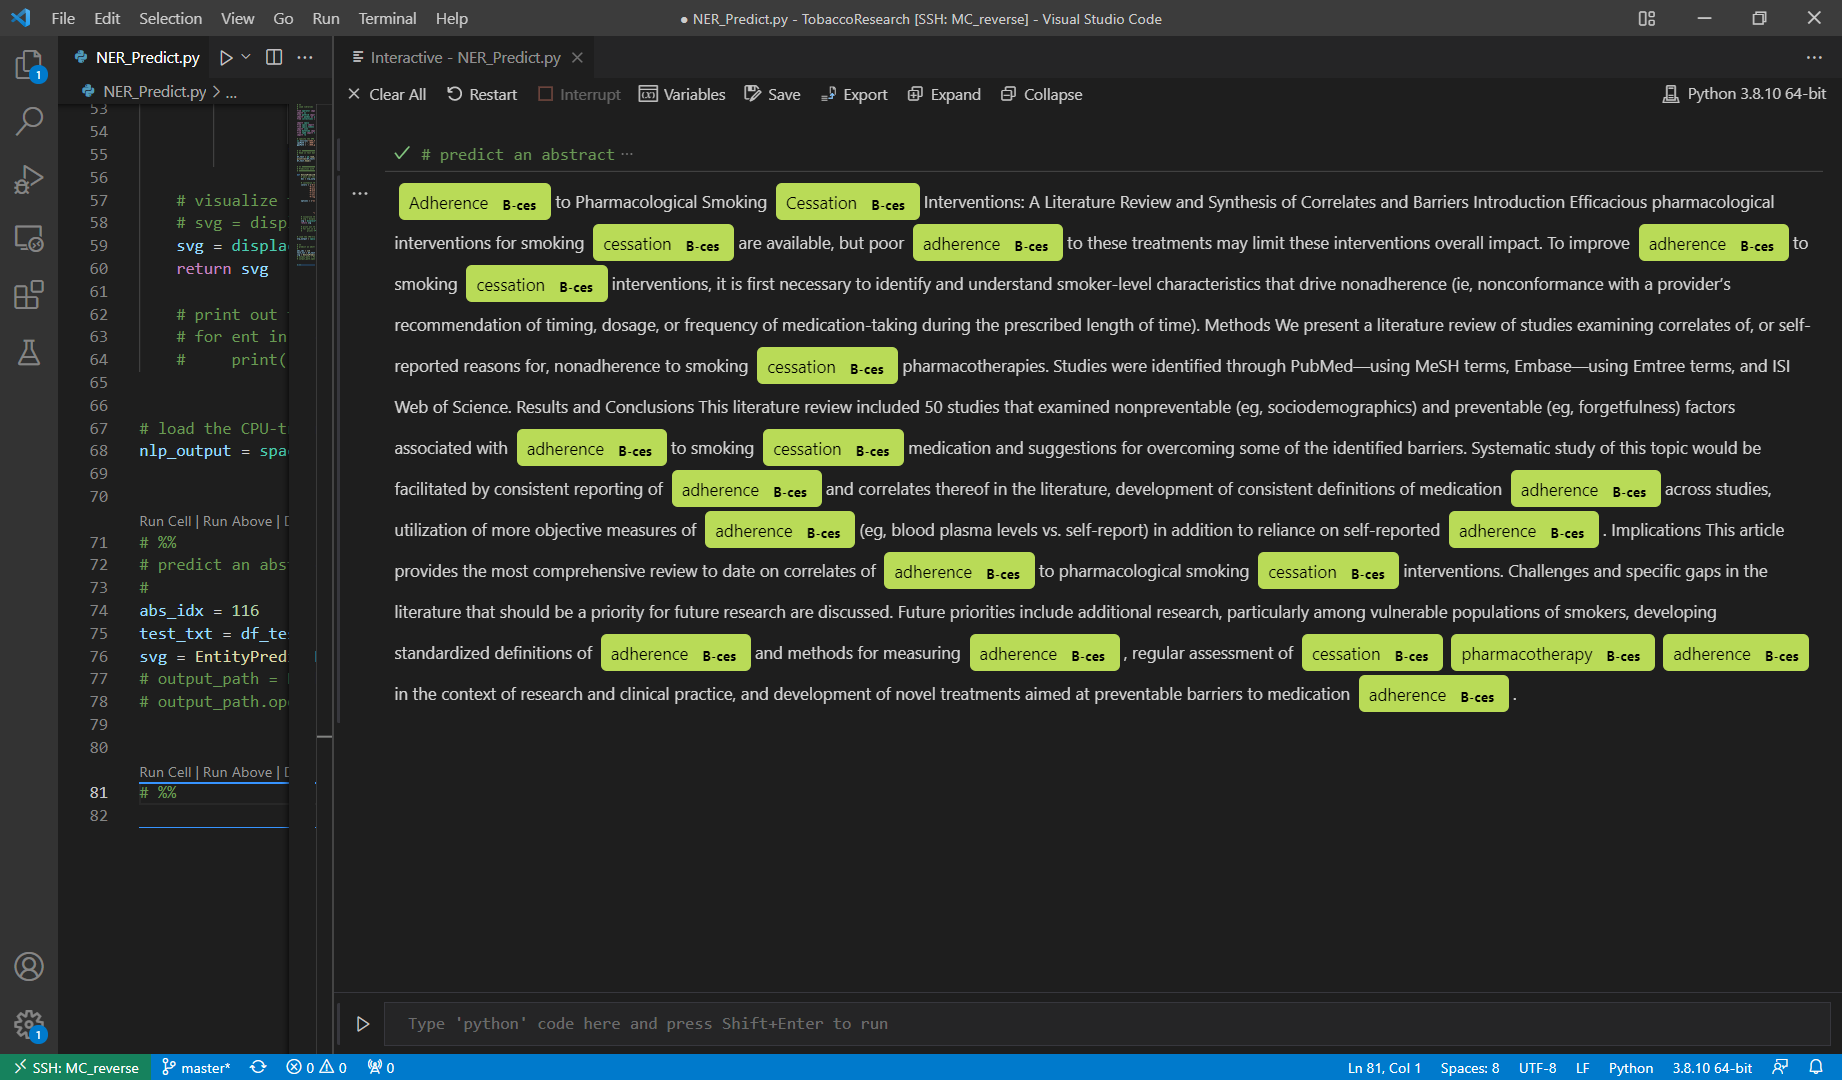 File Edit Selection View Go Run Terminal Help
● NER_Predict.py - TobaccoResearch [SSH: MC_reverse] - Visual Studio Code
NER_Predict.py
Interactive - NER_Predict.py
NER_Predict.py > ...
Clear All Restart Interrupt Variables Save Export Expand Collapse
Python 3.8.10 64-bit
1
53
54
55
56
57 # visualize
58 # svg = disp
59 svg = displa
60 return svg
61
62 # print out
63 # for ent in
64 # print(
65
66
67 # load the CPU-t
68 nlp_output = spa
69
70
Run Cell | Run Above |
71 # %%
72 # predict an abs
73 #
74 abs_idx = 116
75 test_txt = df_te
76 svg = EntityPred
77 # output_path =
78 # output_path.op
79
80
Run Cell | Run Above |
81 # %%
82
# predict an abstract ...
Adherence B-ces to Pharmacological Smoking Cessation B-ces Interventions: A Literature Review and Synthesis of Correlates and Barriers Introduction Efficacious pharmacological
interventions for smoking cessation B-ces are available, but poor adherence B-ces to these treatments may limit these interventions overall impact. To improve adherence B-ces to
smoking cessation B-ces interventions, it is first necessary to identify and understand smoker-level characteristics that drive nonadherence (ie, nonconformance with a provider’s
recommendation of timing, dosage, or frequency of medication-taking during the prescribed length of time). Methods We present a literature review of studies examining correlates of, or self-
reported reasons for, nonadherence to smoking cessation B-ces pharmacotherapies. Studies were identified through PubMed—using MeSH terms, Embase—using Emtree terms, and ISI
Web of Science. Results and Conclusions This literature review included 50 studies that examined nonpreventable (eg, sociodemographics) and preventable (eg, forgetfulness) factors
associated with adherence B-ces to smoking cessation B-ces medication and suggestions for overcoming some of the identified barriers. Systematic study of this topic would be
facilitated by consistent reporting of adherence B-ces and correlates thereof in the literature, development of consistent definitions of medication adherence B-ces across studies,
utilization of more objective measures of adherence B-ces (eg, blood plasma levels vs. self-report) in addition to reliance on self-reported adherence B-ces . Implications This article
provides the most comprehensive review to date on correlates of adherence B-ces to pharmacological smoking cessation B-ces interventions. Challenges and specific gaps in the
literature that should be a priority for future research are discussed. Future priorities include additional research, particularly among vulnerable populations of smokers, developing
standardized definitions of adherence B-ces and methods for measuring adherence B-ces , regular assessment of cessation B-ces pharmacotherapy B-ces adherence B-ces
in the context of research and clinical practice, and development of novel treatments aimed at preventable barriers to medication adherence B-ces .
Type 'python' code here and press Shift+Enter to run
1
SSH: MC_reverse master* 0 0 0
Ln 81, Col 1 Spaces: 8 UTF-8 LF Python 3.8.10 64-bit